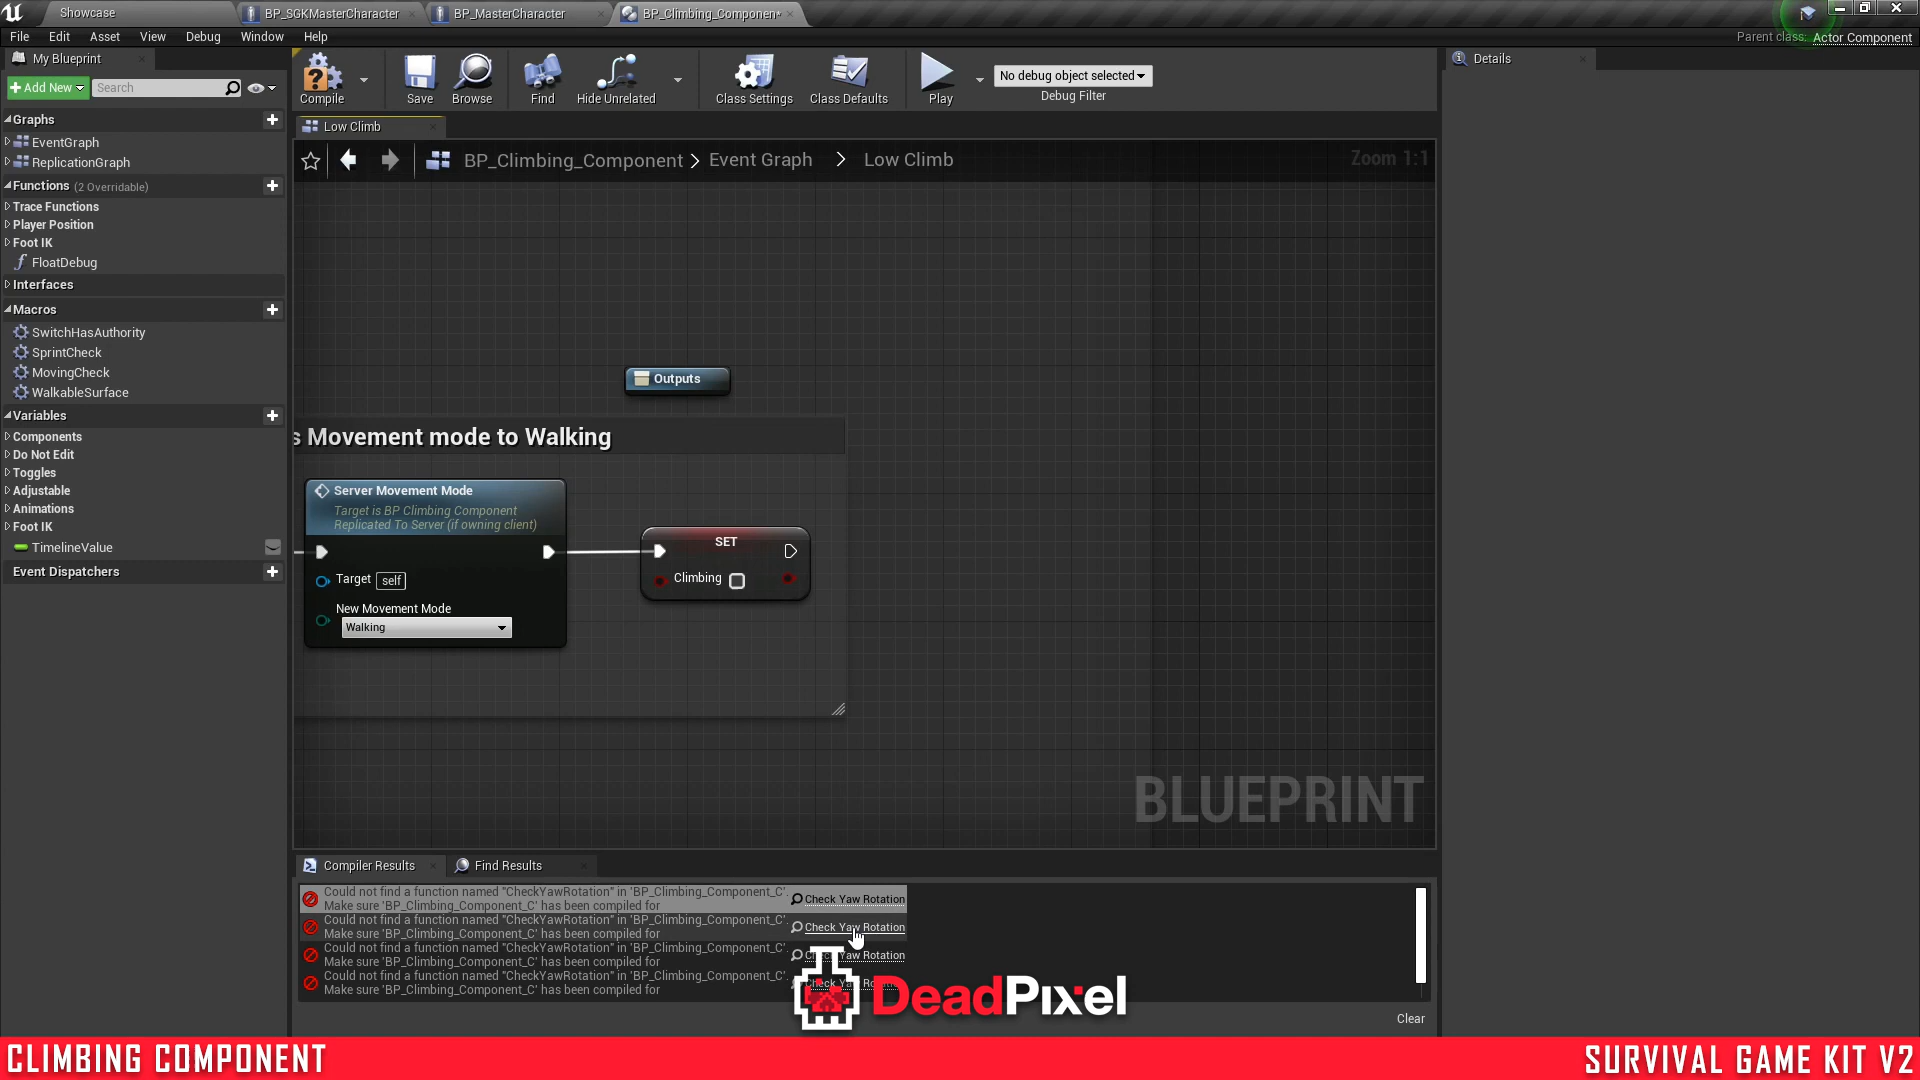 Showcase
BP_SGKMasterCharacter
BP_MasterCharacter
BP_Climbing_Componen*
File Edit Asset View Debug Window Help
Parent class: Actor Component
My Blueprint
Add New
Search
Graphs
EventGraph
ReplicationGraph
Functions (2 Overridable)
Trace Functions
Player Position
Foot IK
FloatDebug
Interfaces
Macros
SwitchHasAuthority
SprintCheck
MovingCheck
WalkableSurface
Variables
Components
Do Not Edit
Toggles
Adjustable
Animations
Foot IK
TimelineValue
Event Dispatchers
Compile
Save
Browse
Find
Hide Unrelated
Class Settings
Class Defaults
Play
No debug object selected
Debug Filter
Details
Low Climb
BP_Climbing_Component > Event Graph > Low Climb
Zoom 1:1
Outputs
s Movement mode to Walking
Server Movement Mode
Target is BP Climbing Component
Replicated To Server (if owning client)
Target self
New Movement Mode
Walking
SET
Climbing
BLUEPRINT
Compiler Results
Find Results
Could not find a function named "CheckYawRotation" in 'BP_Climbing_Component_C'.
Make sure 'BP_Climbing_Component_C' has been compiled for
Check Yaw Rotation
Could not find a function named "CheckYawRotation" in 'BP_Climbing_Component_C'.
Make sure 'BP_Climbing_Component_C' has been compiled for
Check Yaw Rotation
Could not find a function named "CheckYawRotation" in 'BP_Climbing_Component_C'.
Make sure 'BP_Climbing_Component_C' has been compiled for
Yaw Rotation
Could not find a function named "CheckYawRotation" in 'BP_Climbing_Component_C'.
Make sure 'BP_Climbing_Component_C' has been compiled for
DeadPixel
Clear
CLIMBING COMPONENT
SURVIVAL GAME KIT V2